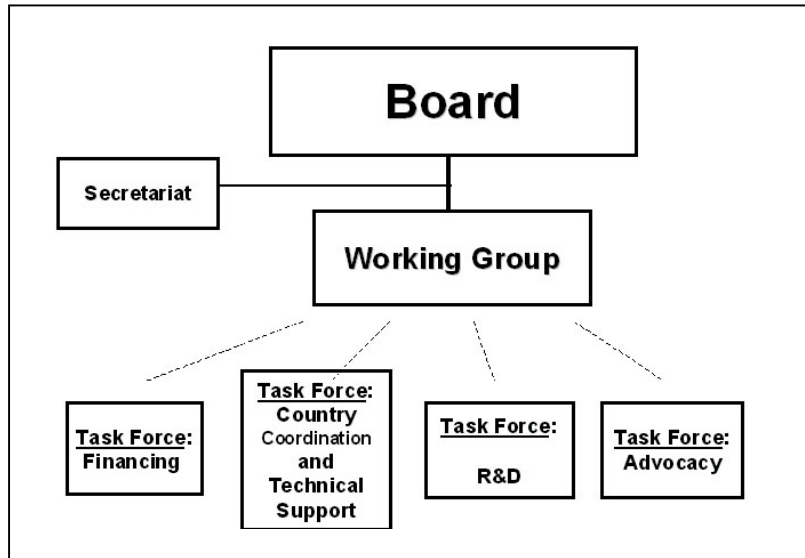 Board
Secretariat
Working Group
Task Force:
Financing
Task Force:
Country
Coordination
and
Technical
Support
Task Force:
R&D
Task Force:
Advocacy